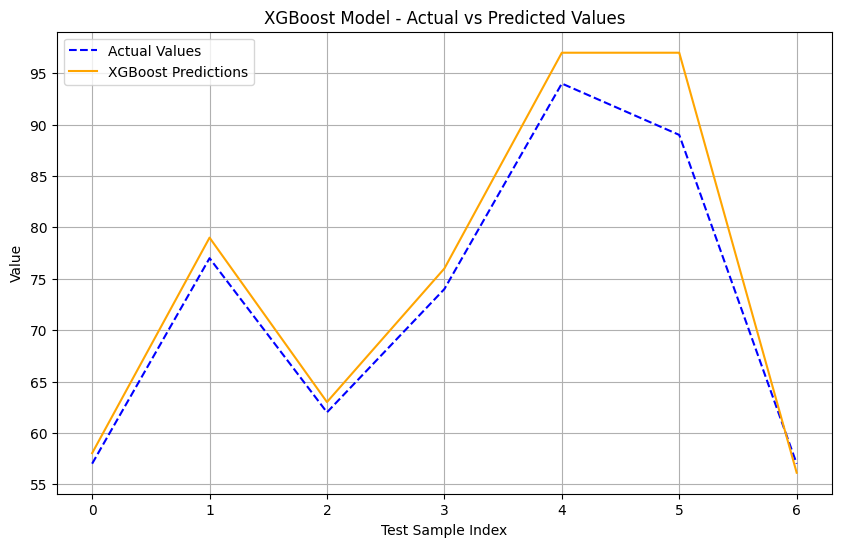 XGBoost Model - Actual vs Predicted Values
Actual Values
XGBoost Predictions
95
90
85
80
75
70
65
60
55
Value
0 1 2 3 4 5 6
Test Sample Index